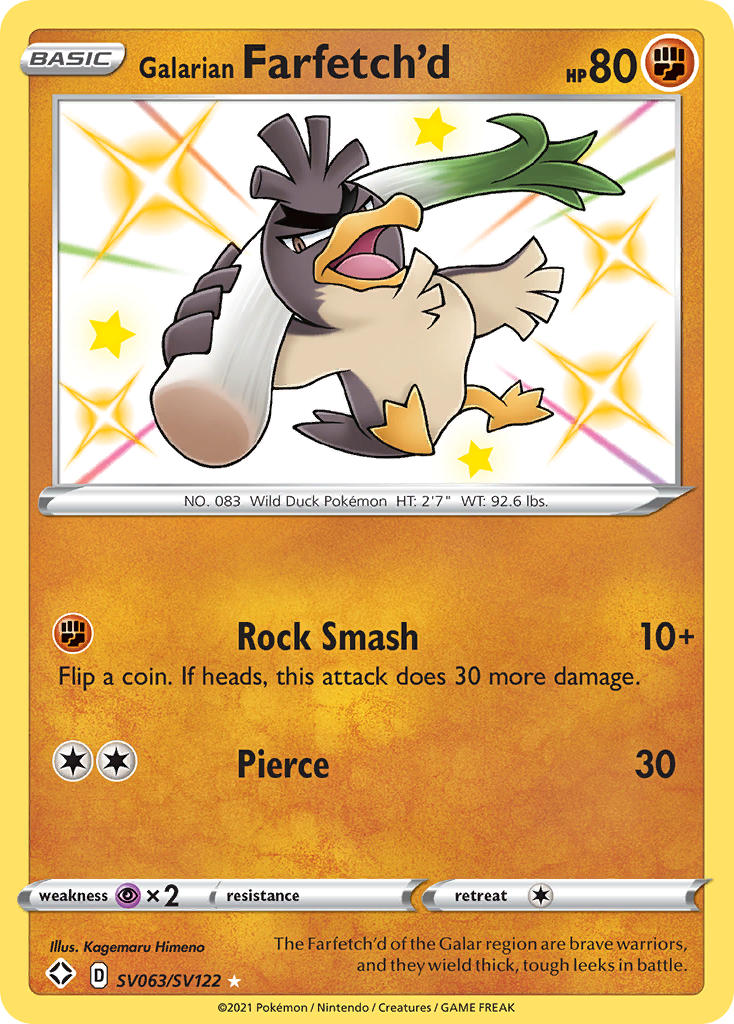 BASIC
Galarian Farfetch'd HP 80
NO. 083 Wild Duck Pokémon HT: 2'7" WT: 92.6 lbs.
Rock Smash 10+
Flip a coin. If heads, this attack does 30 more damage.
Pierce 30
weakness ×2 resistance retreat
Illus. Kagemaru Himeno
The Farfetch'd of the Galar region are brave warriors,
and they wield thick, tough leeks in battle.
D SV063/SV122
©2021 Pokémon / Nintendo / Creatures / GAME FREAK